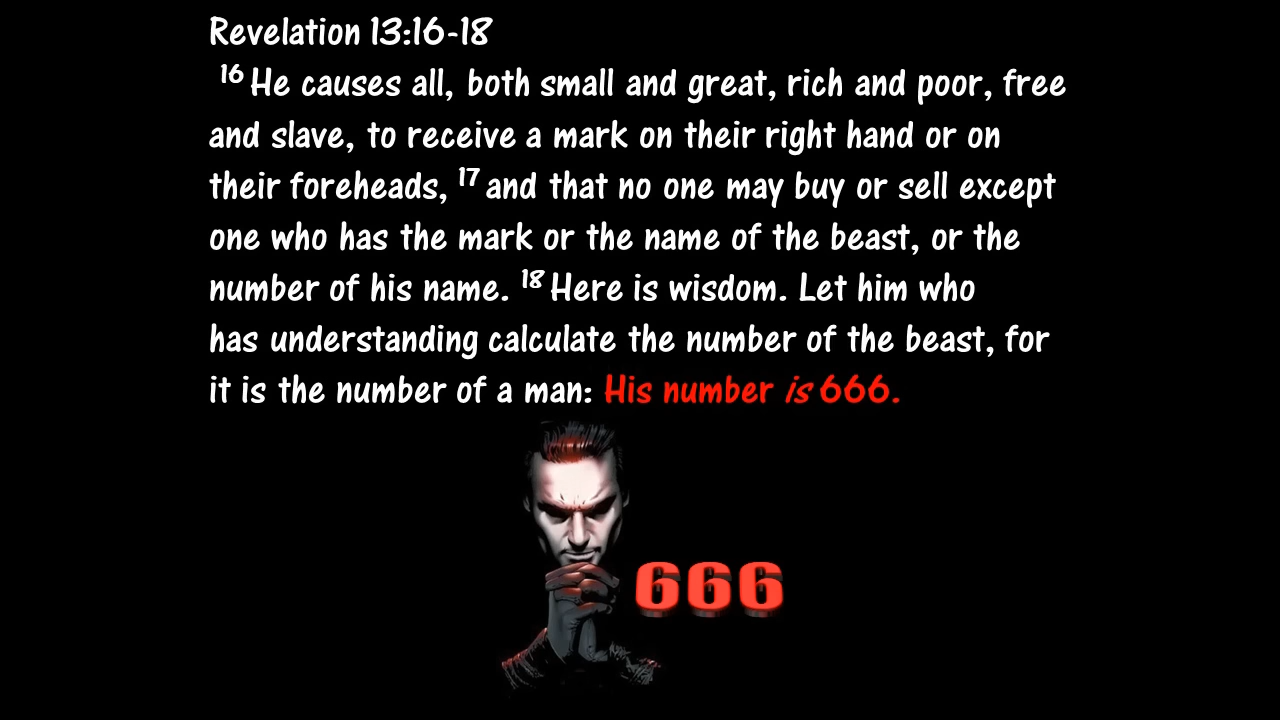 Revelation 13:16-18
16 He causes all, both small and great, rich and poor, free
and slave, to receive a mark on their right hand or on
their foreheads, 17 and that no one may buy or sell except
one who has the mark or the name of the beast, or the
number of his name. 18 Here is wisdom. Let him who
has understanding calculate the number of the beast, for
it is the number of a man: His number is 666.
666